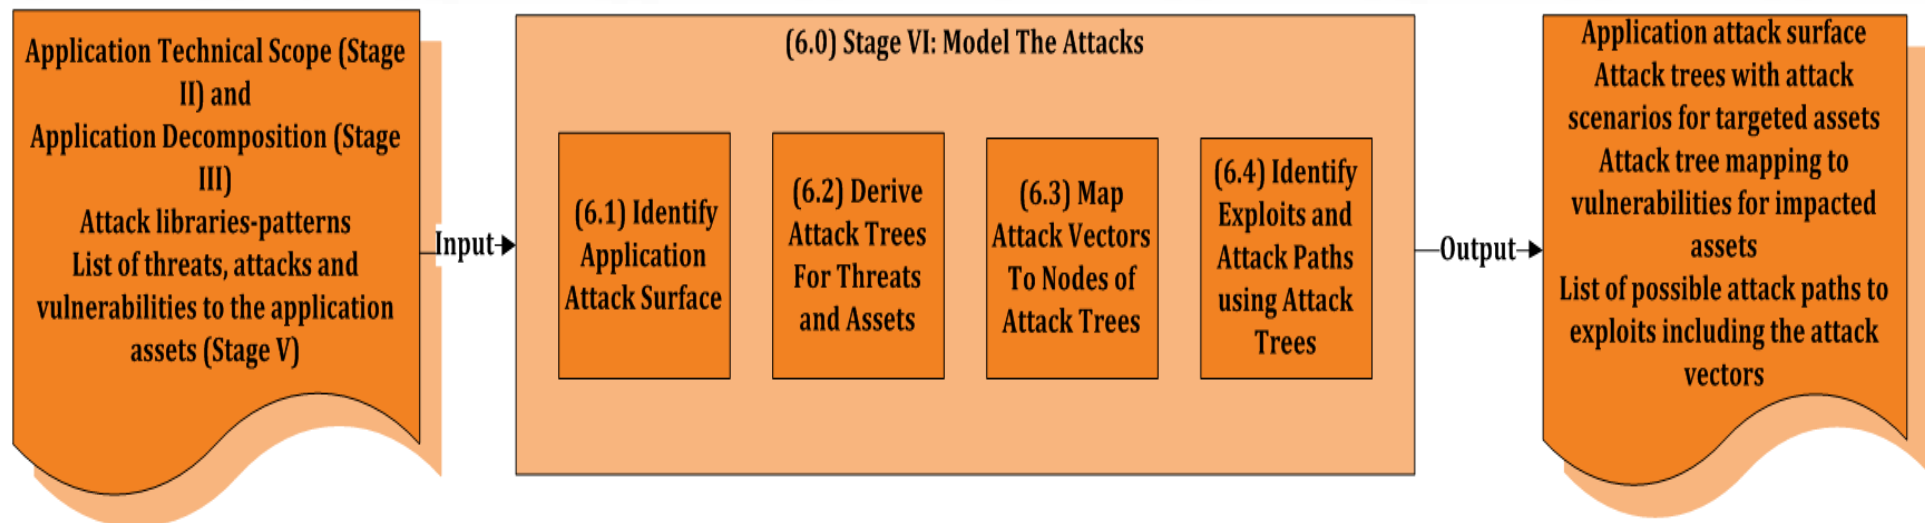 Application Technical Scope (Stage
II) and
Application Decomposition (Stage
III)
Attack libraries-patterns
List of threats, attacks and
vulnerabilities to the application
assets (Stage V)
Input
(6.0) Stage VI: Model The Attacks
(6.1) Identify
Application
Attack Surface
(6.2) Derive
Attack Trees
For Threats
and Assets
(6.3) Map
Attack Vectors
To Nodes of
Attack Trees
(6.4) Identify
Exploits and
Attack Paths
using Attack
Trees
Output
Application attack surface
Attack trees with attack
scenarios for targeted assets
Attack tree mapping to
vulnerabilities for impacted
assets
List of possible attack paths to
exploits including the attack
vectors